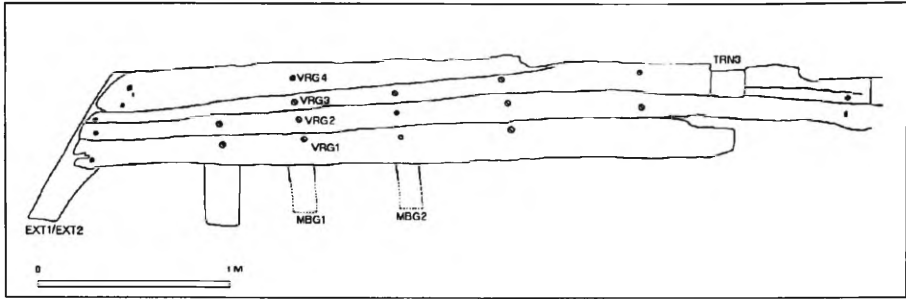 TRN3
VRG4
VRG3
VRG2
VRG1
MBG1
MBG2
EXT1/EXT2
0
1 M